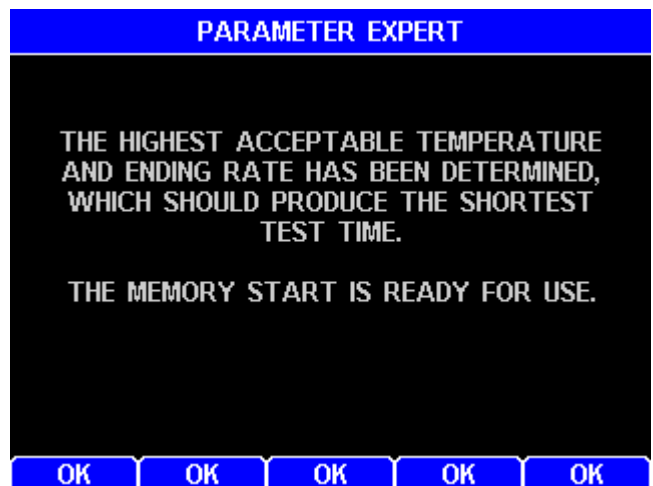 PARAMETER EXPERT
THE HIGHEST ACCEPTABLE TEMPERATURE
AND ENDING RATE HAS BEEN DETERMINED,
WHICH SHOULD PRODUCE THE SHORTEST
TEST TIME.
THE MEMORY START IS READY FOR USE.
OK OK OK OK OK